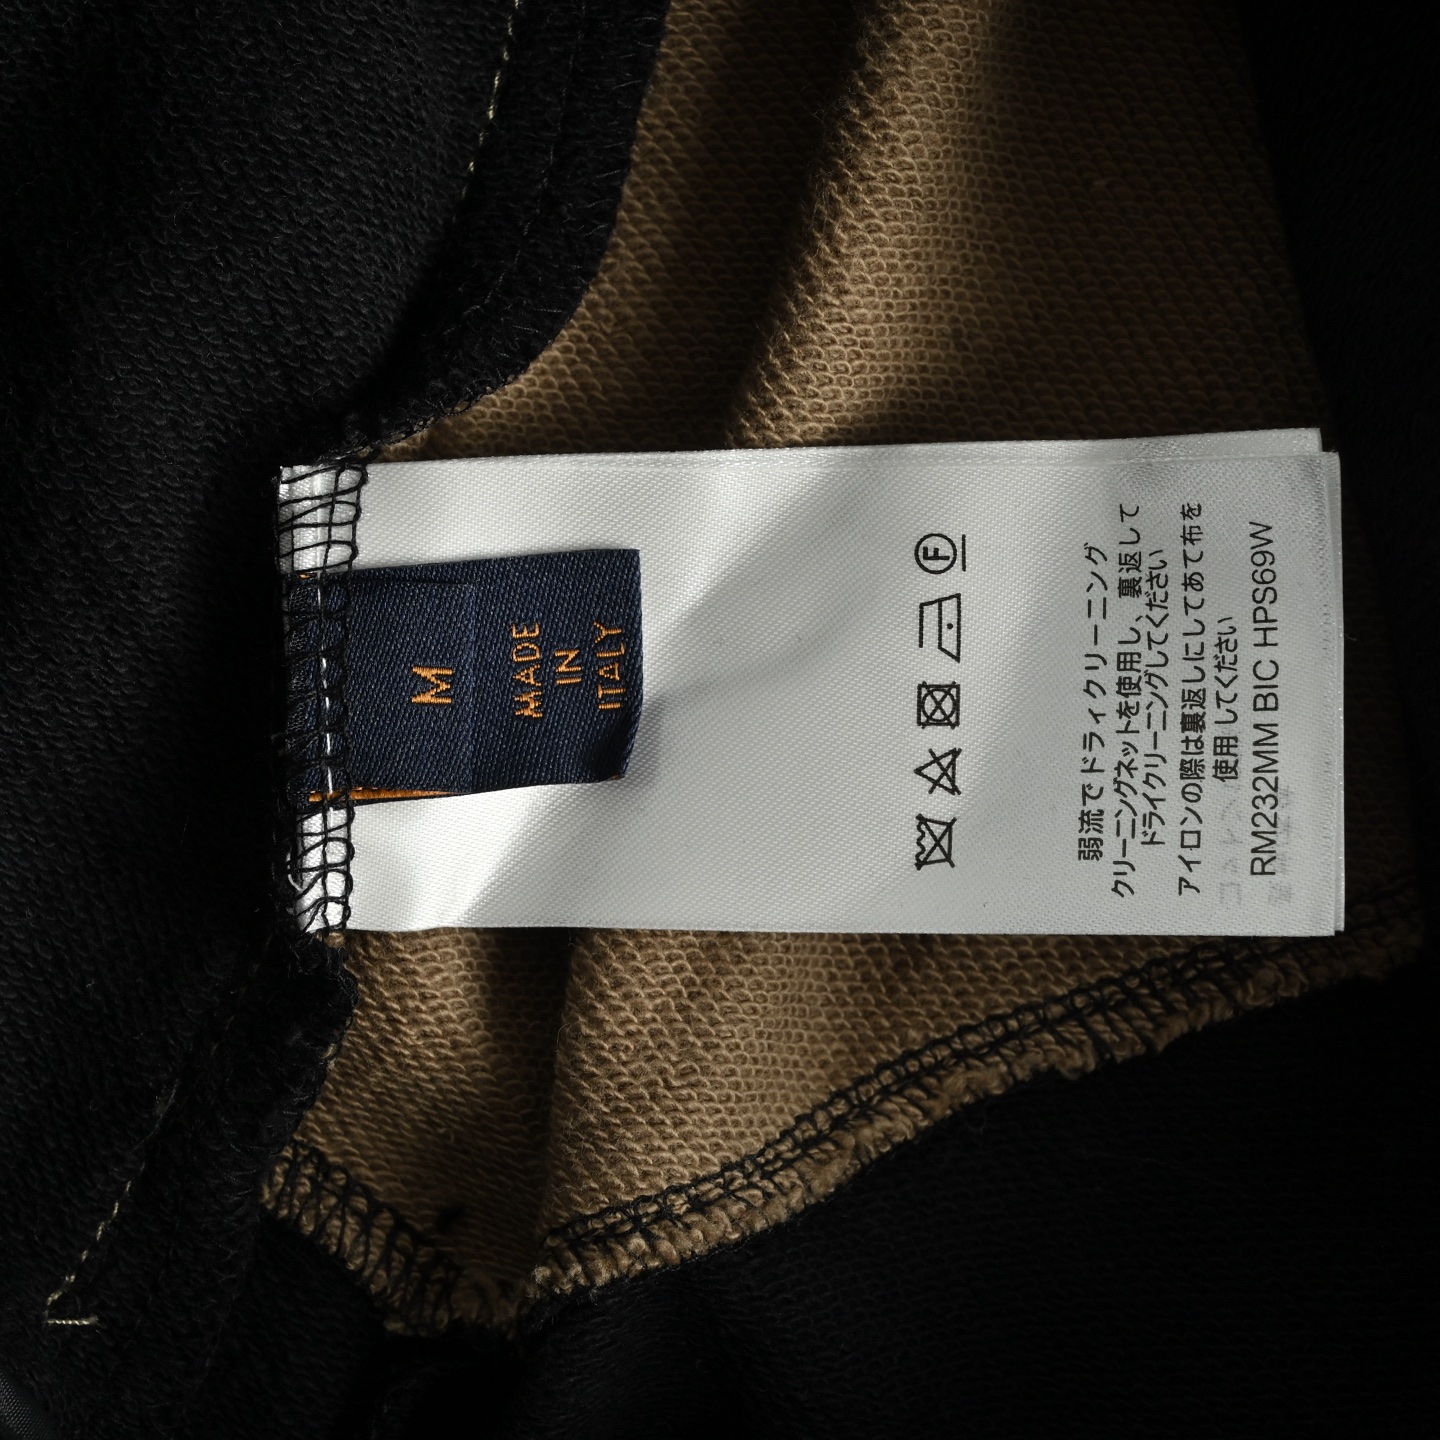 M
MADE
IN
ITALY
F
弱流でドライクリーニング
クリーニングネットを使用し、裏返して
ドライクリーニングしてください
アイロンの際は裏返しにしてあて布を
使用してください
RM232MM BIC HPS69W